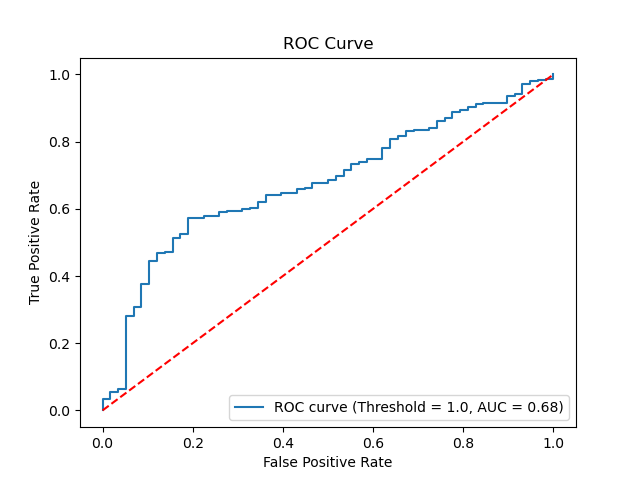 ROC Curve
1.0
0.8
0.6
0.4
0.2
0.0
True Positive Rate
ROC curve (Threshold = 1.0, AUC = 0.68)
0.0 0.2 0.4 0.6 0.8 1.0
False Positive Rate